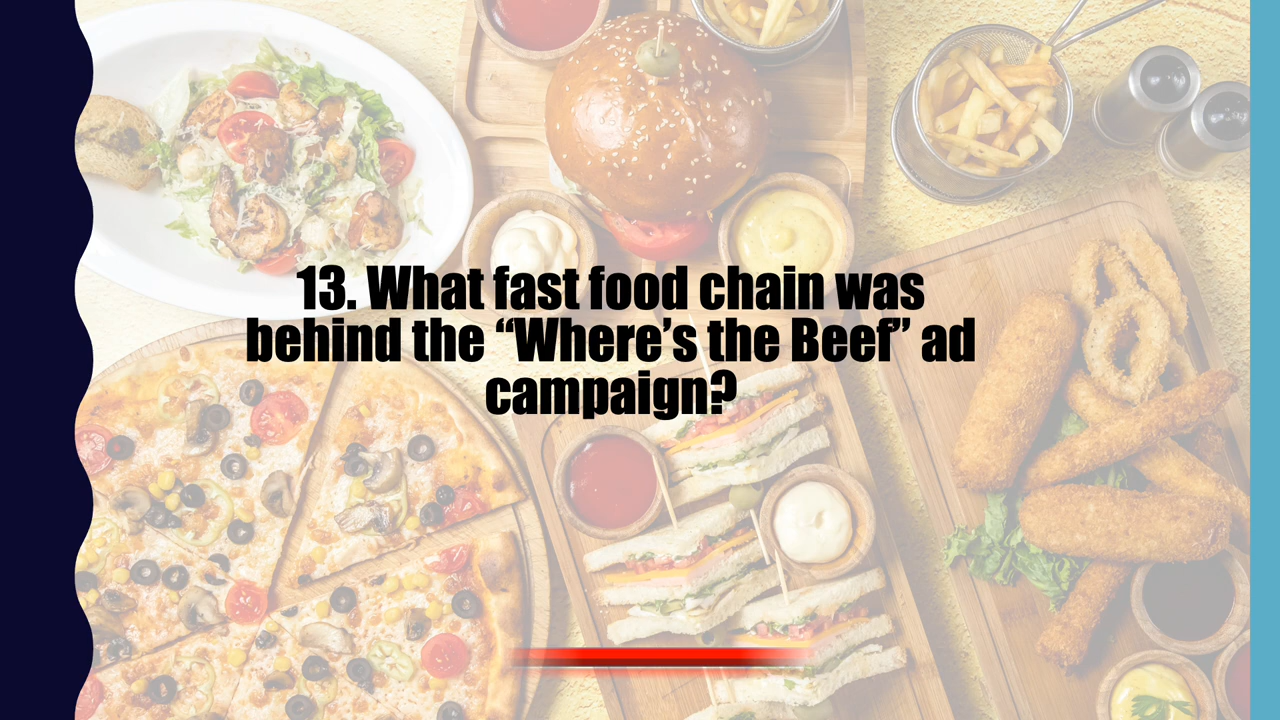 13. What fast food chain was
behind the “Where’s the Beef” ad
campaign?